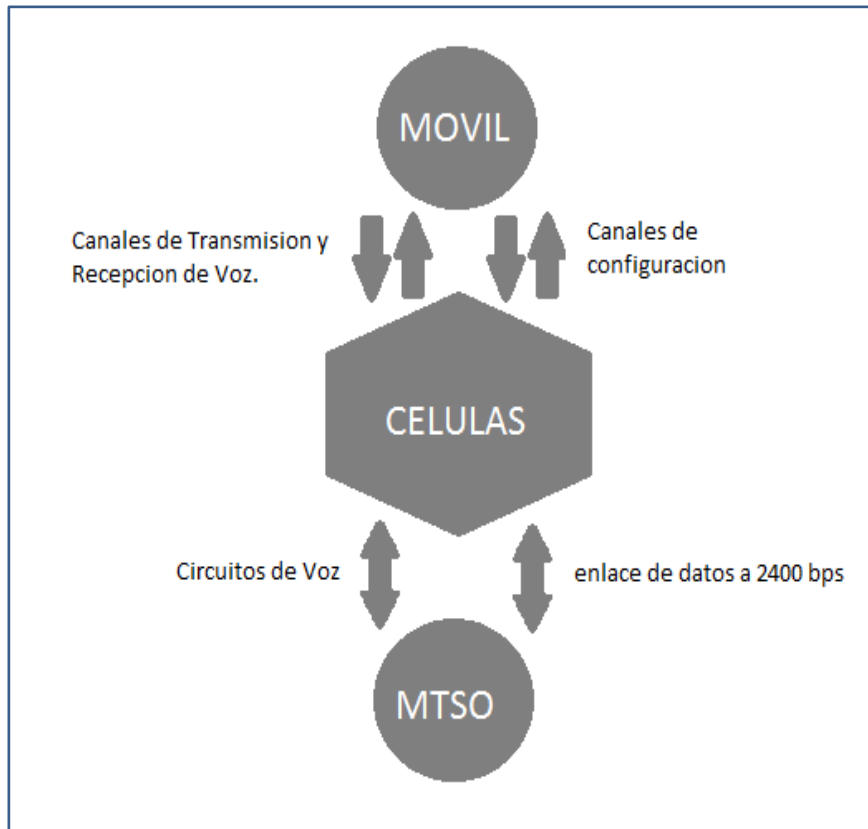 MOVIL
Canales de Transmision y
Recepcion de Voz.
Canales de
configuracion
CELULAS
Circuitos de Voz
enlace de datos a 2400 bps
MTSO